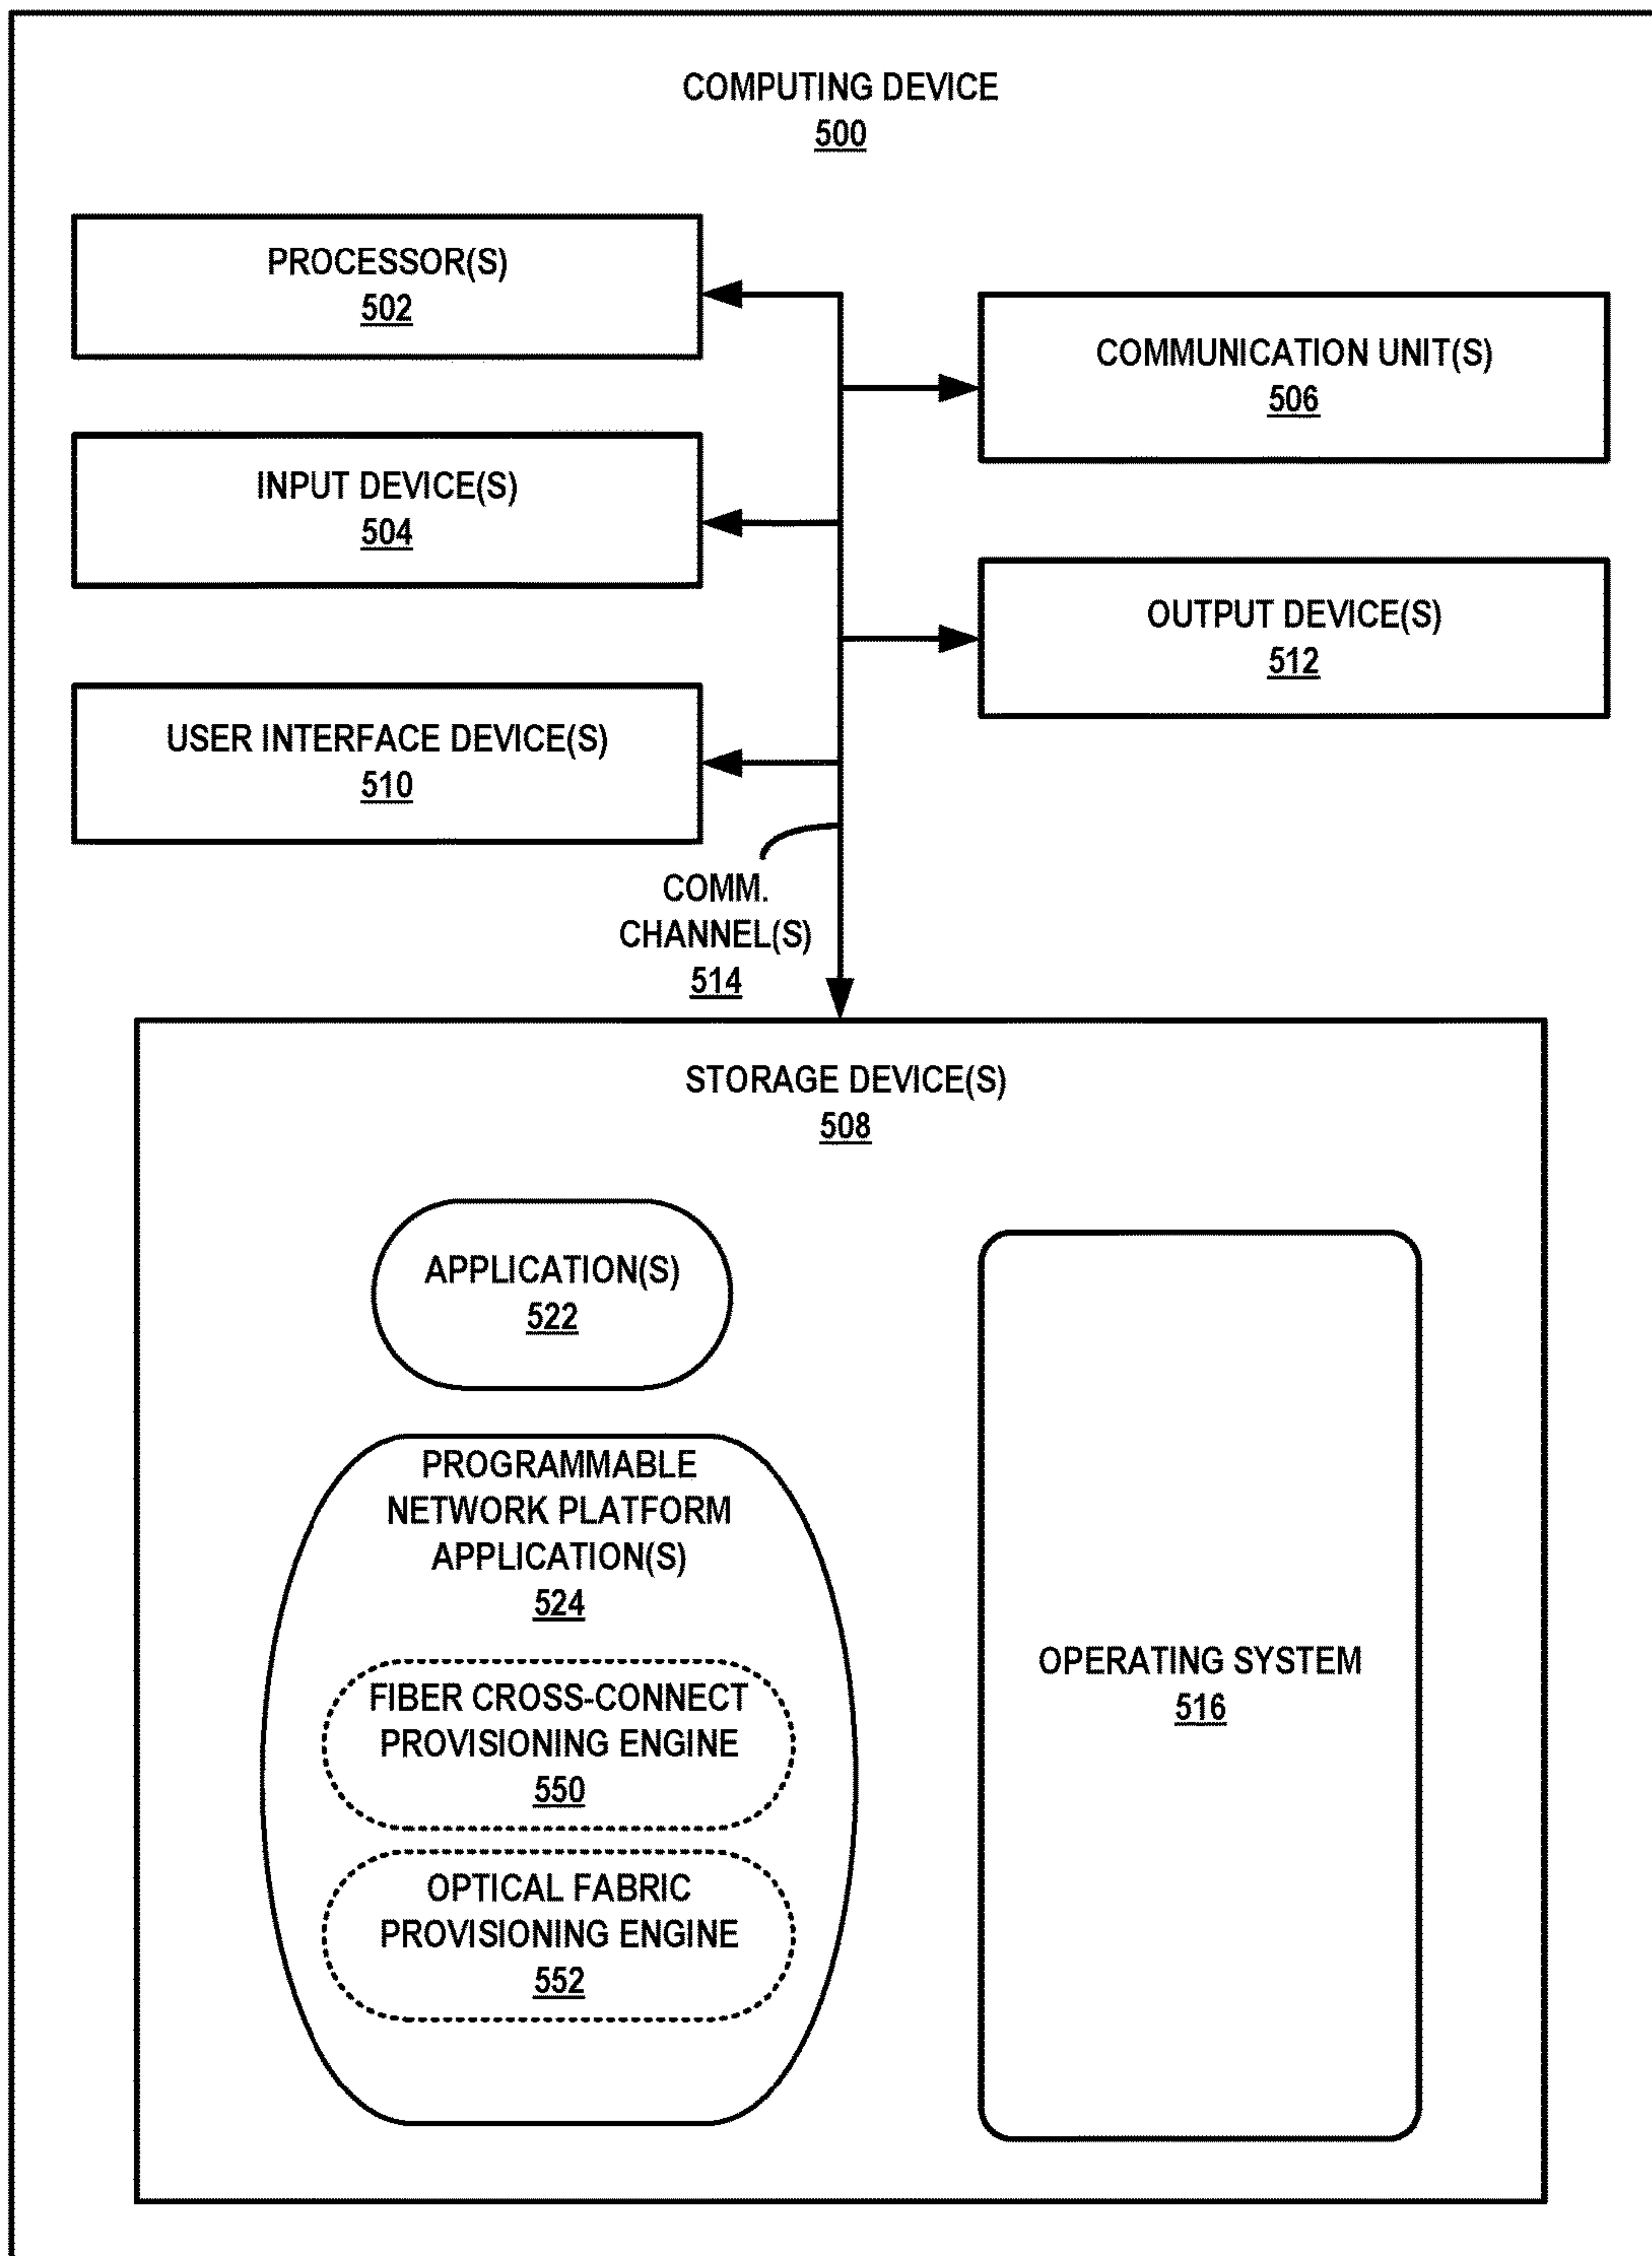 COMPUTING DEVICE
500
PROCESSOR(S)
502
COMMUNICATION UNIT(S)
506
INPUT DEVICE(S)
504
OUTPUT DEVICE(S)
512
USER INTERFACE DEVICE(S)
510
COMM.
CHANNEL(S)
514
STORAGE DEVICE(S)
508
APPLICATION(S)
522
PROGRAMMABLE
NETWORK PLATFORM
APPLICATION(S)
524
FIBER CROSS-CONNECT
PROVISIONING ENGINE
550
OPTICAL FABRIC
PROVISIONING ENGINE
552
OPERATING SYSTEM
516